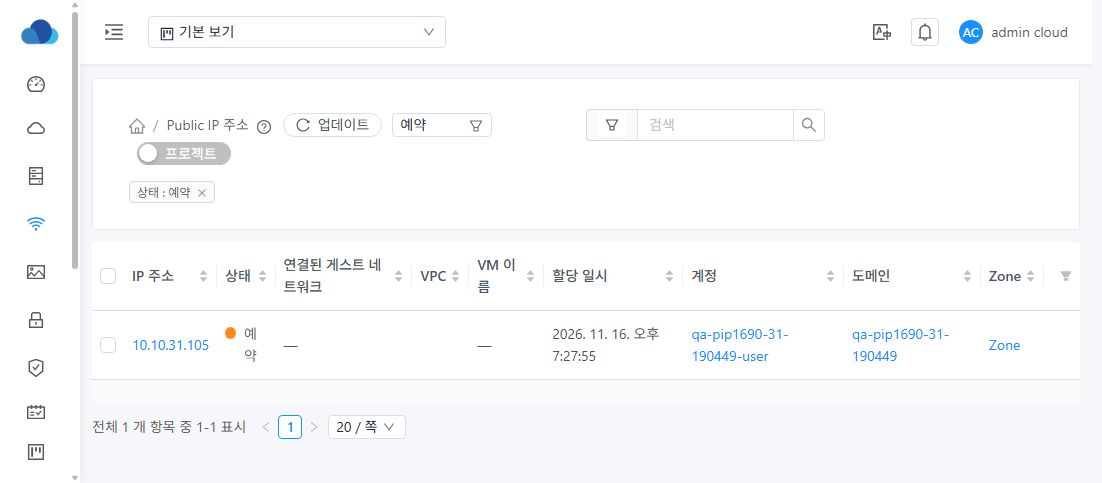 기본 보기
AC admin cloud
/ Public IP 주소
업데이트
예약
검색
프로젝트
상태 : 예약
IP 주소
상태
연결된 게스트 네
트워크
VPC
VM 이
름
할당 일시
계정
도메인
Zone
10.10.31.105
예
약
—
—
2026. 11. 16. 오후
7:27:55
qa-pip1690-31-
190449-user
qa-pip1690-31-
190449
Zone
전체 1 개 항목 중 1-1 표시
1
20 / 쪽